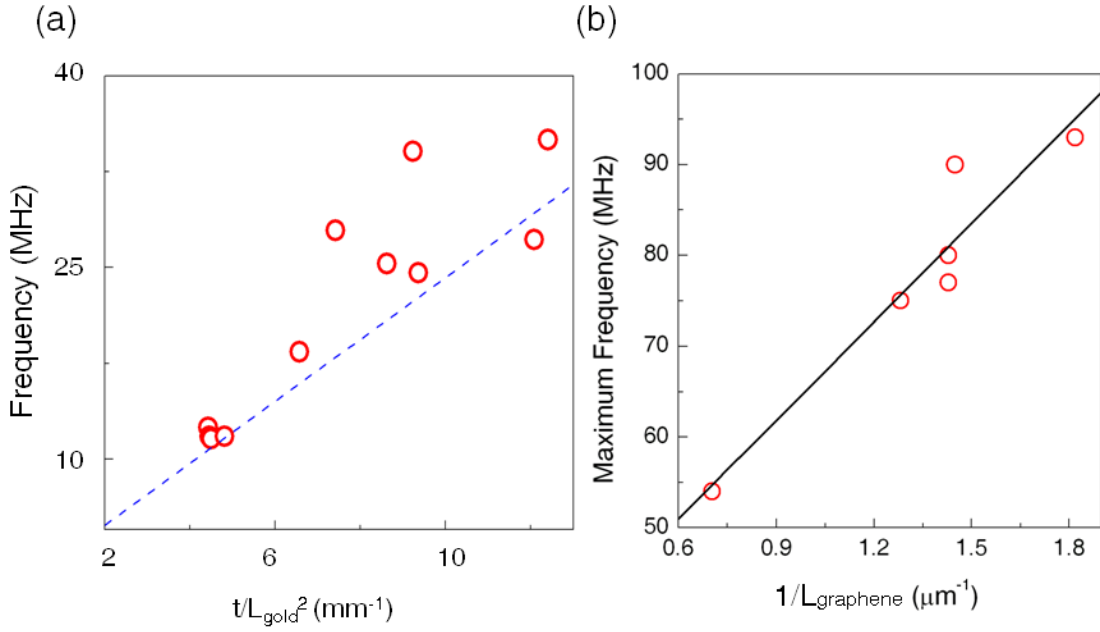 (a)
40
25
10
Frequency (MHz)
2
6
10
t/Lgold² (mm⁻¹)
(b)
100
90
80
70
60
50
Maximum Frequency (MHz)
0.6
0.9
1.2
1.5
1.8
1/Lgraphene (μm⁻¹)